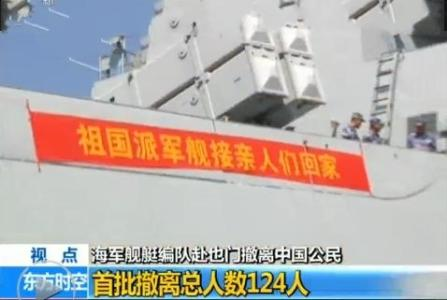 祖国派军舰接亲人们回家
视点
海军舰艇编队赴也门撤离中国公民
东方时空
首批撤离总人数124人